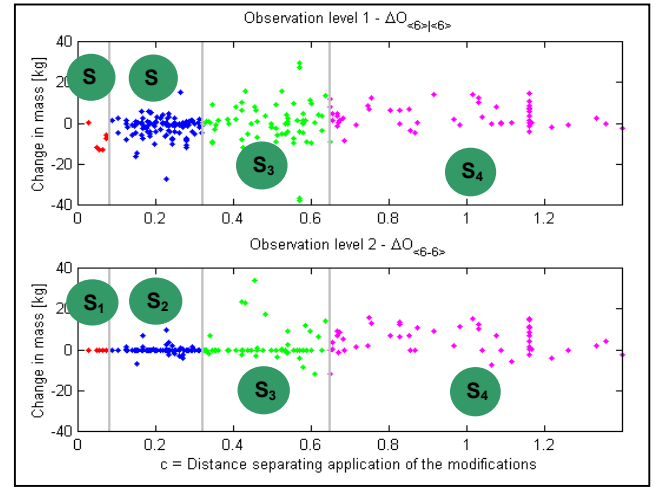 Observation level 1 - ΔO<6>|<6>
Change in mass [kg]
40
20
0
-20
-40
S
S
S3
S4
0
0.2
0.4
0.6
0.8
1
1.2
Observation level 2 - ΔO<6-6>
Change in mass [kg]
40
20
0
-20
-40
S1
S2
S3
S4
0
0.2
0.4
0.6
0.8
1
1.2
c = Distance separating application of the modifications